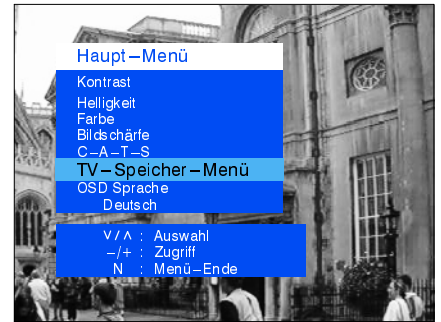 Haupt–Menü
Kontrast
Helligkeit
Farbe
Bildschärfe
C–A–T–S
TV–Speicher–Menü
OSD Sprache
Deutsch
∨/∧ : Auswahl
–/+ : Zugriff
N : Menü–Ende